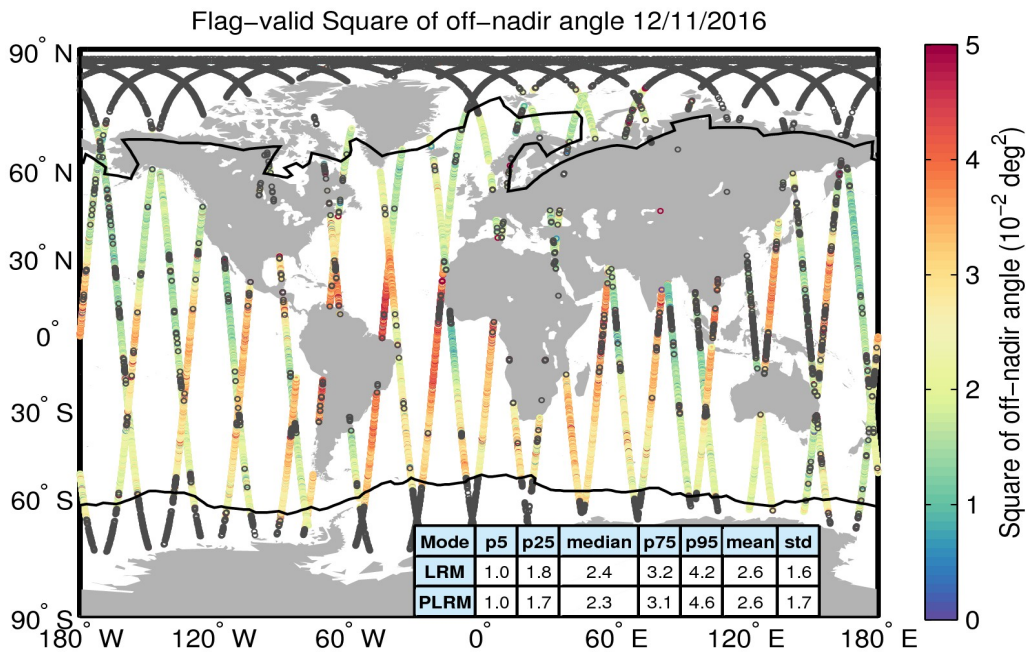 Flag−valid Square of off−nadir angle 12/11/2016
90° N
60° N
30° N
0°
30° S
60° S
90° S
180° W
120° W
60° W
0°
60° E
120° E
180° E
Mode p5 p25 median p75 p95 mean std
LRM 1.0 1.8 2.4 3.2 4.2 2.6 1.6
PLRM 1.0 1.7 2.3 3.1 4.6 2.6 1.7
5
4
3
2
1
0
Square of off−nadir angle (10⁻² deg²)